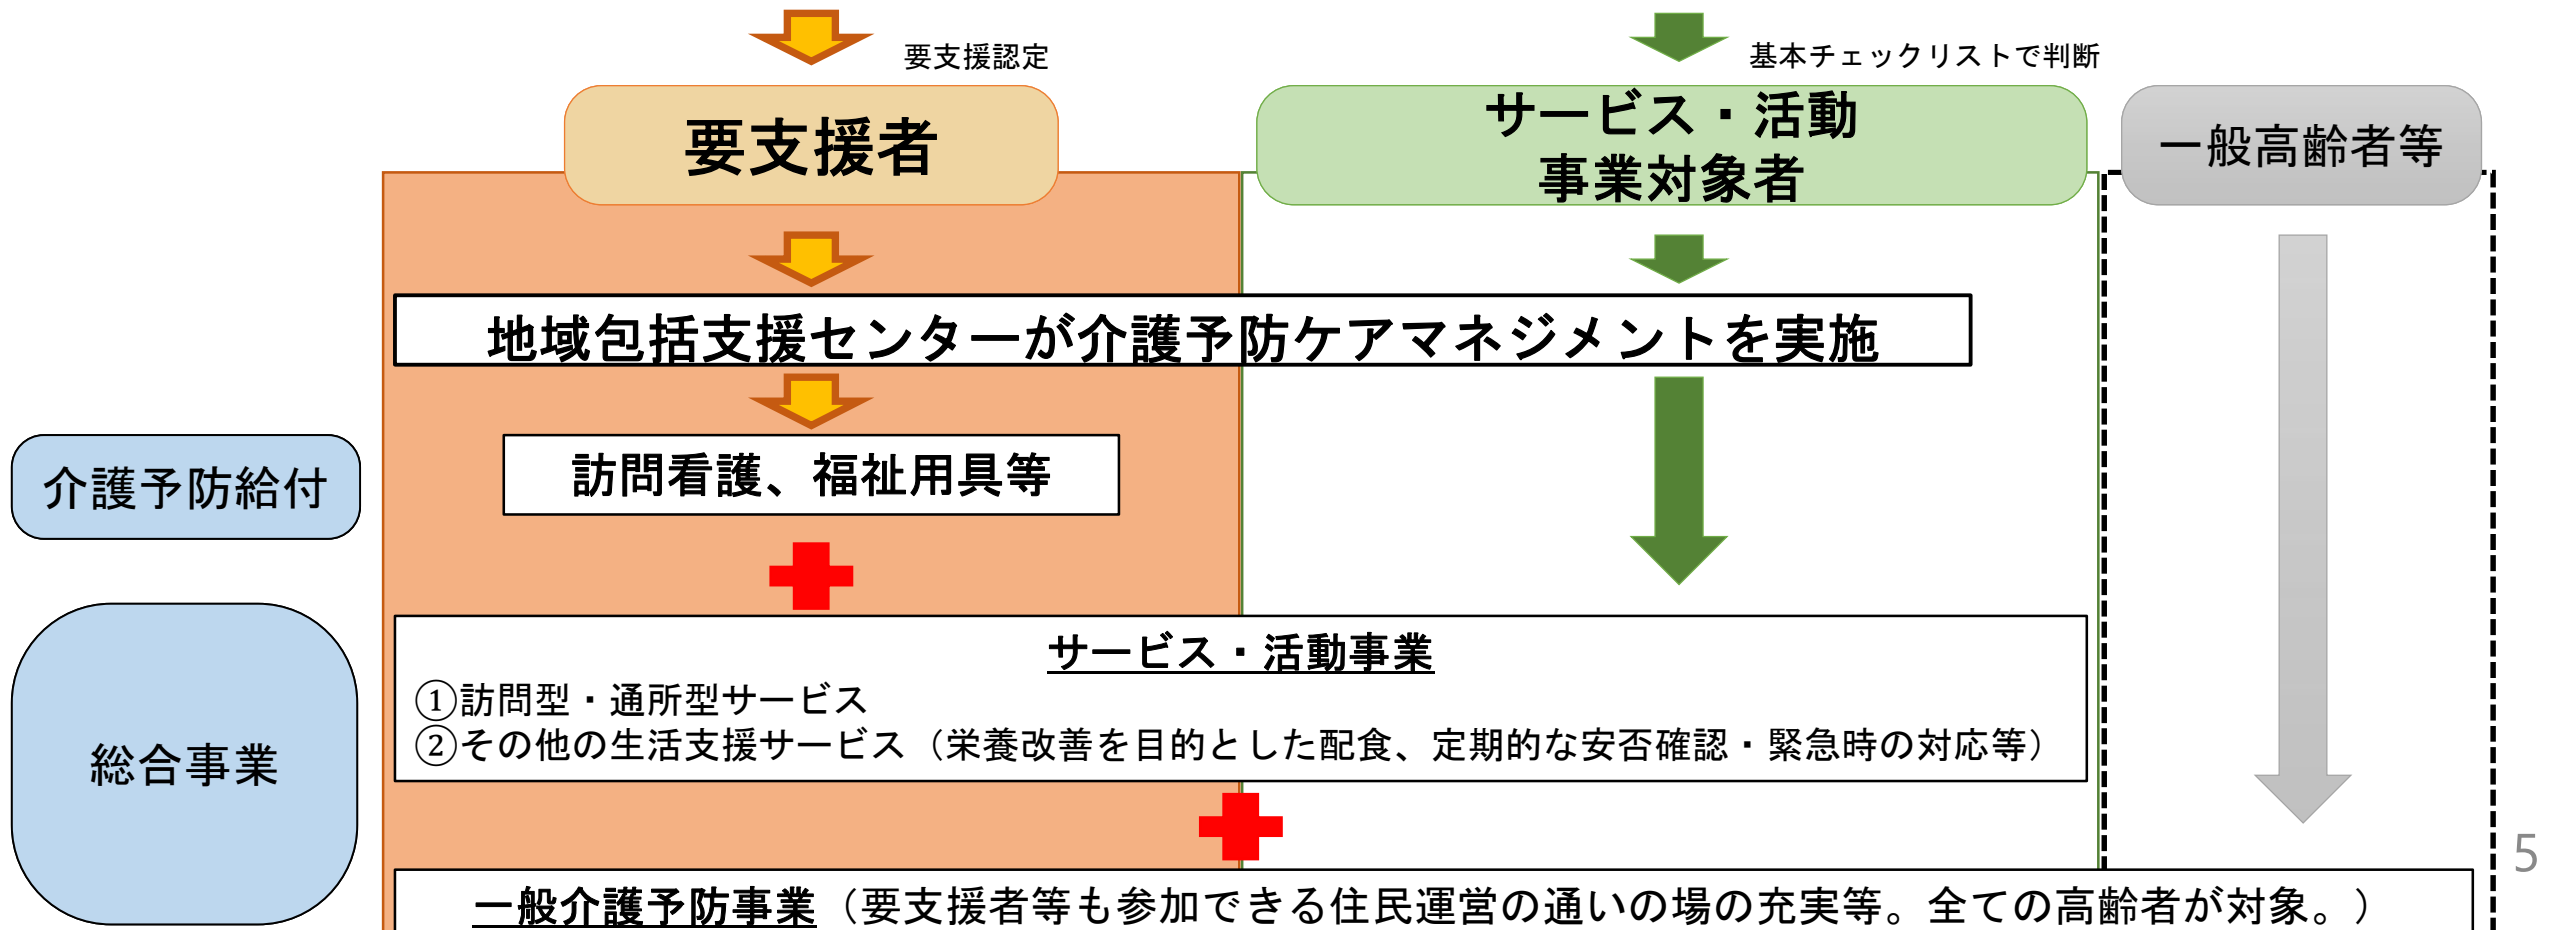 要支援認定
基本チェックリストで判断
要支援者
サービス・活動
事業対象者
一般高齢者等
地域包括支援センターが介護予防ケアマネジメントを実施
介護予防給付
訪問看護、福祉用具等
総合事業
サービス・活動事業
①訪問型・通所型サービス
②その他の生活支援サービス（栄養改善を目的とした配食、定期的な安否確認・緊急時の対応等）
一般介護予防事業（要支援者等も参加できる住民運営の通いの場の充実等。全ての高齢者が対象。）
5